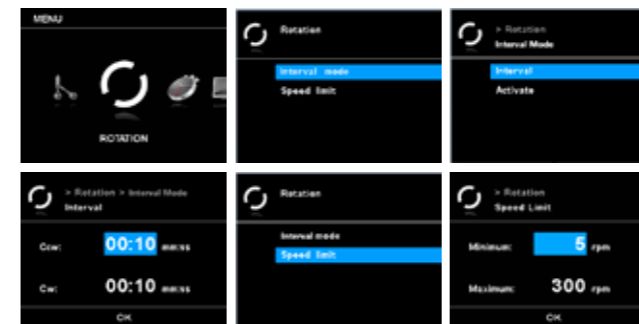 MENU
ROTATION
Rotation
Interval mode
Speed limit
> Rotation
Interval Mode
Interval
Activate
> Rotation > Interval Mode
Interval
Ccw: 00:10 mm:ss
Cw: 00:10 mm:ss
OK
Rotation
Interval mode
Speed limit
> Rotation
Speed Limit
Minimum: 5 rpm
Maximum: 300 rpm
OK